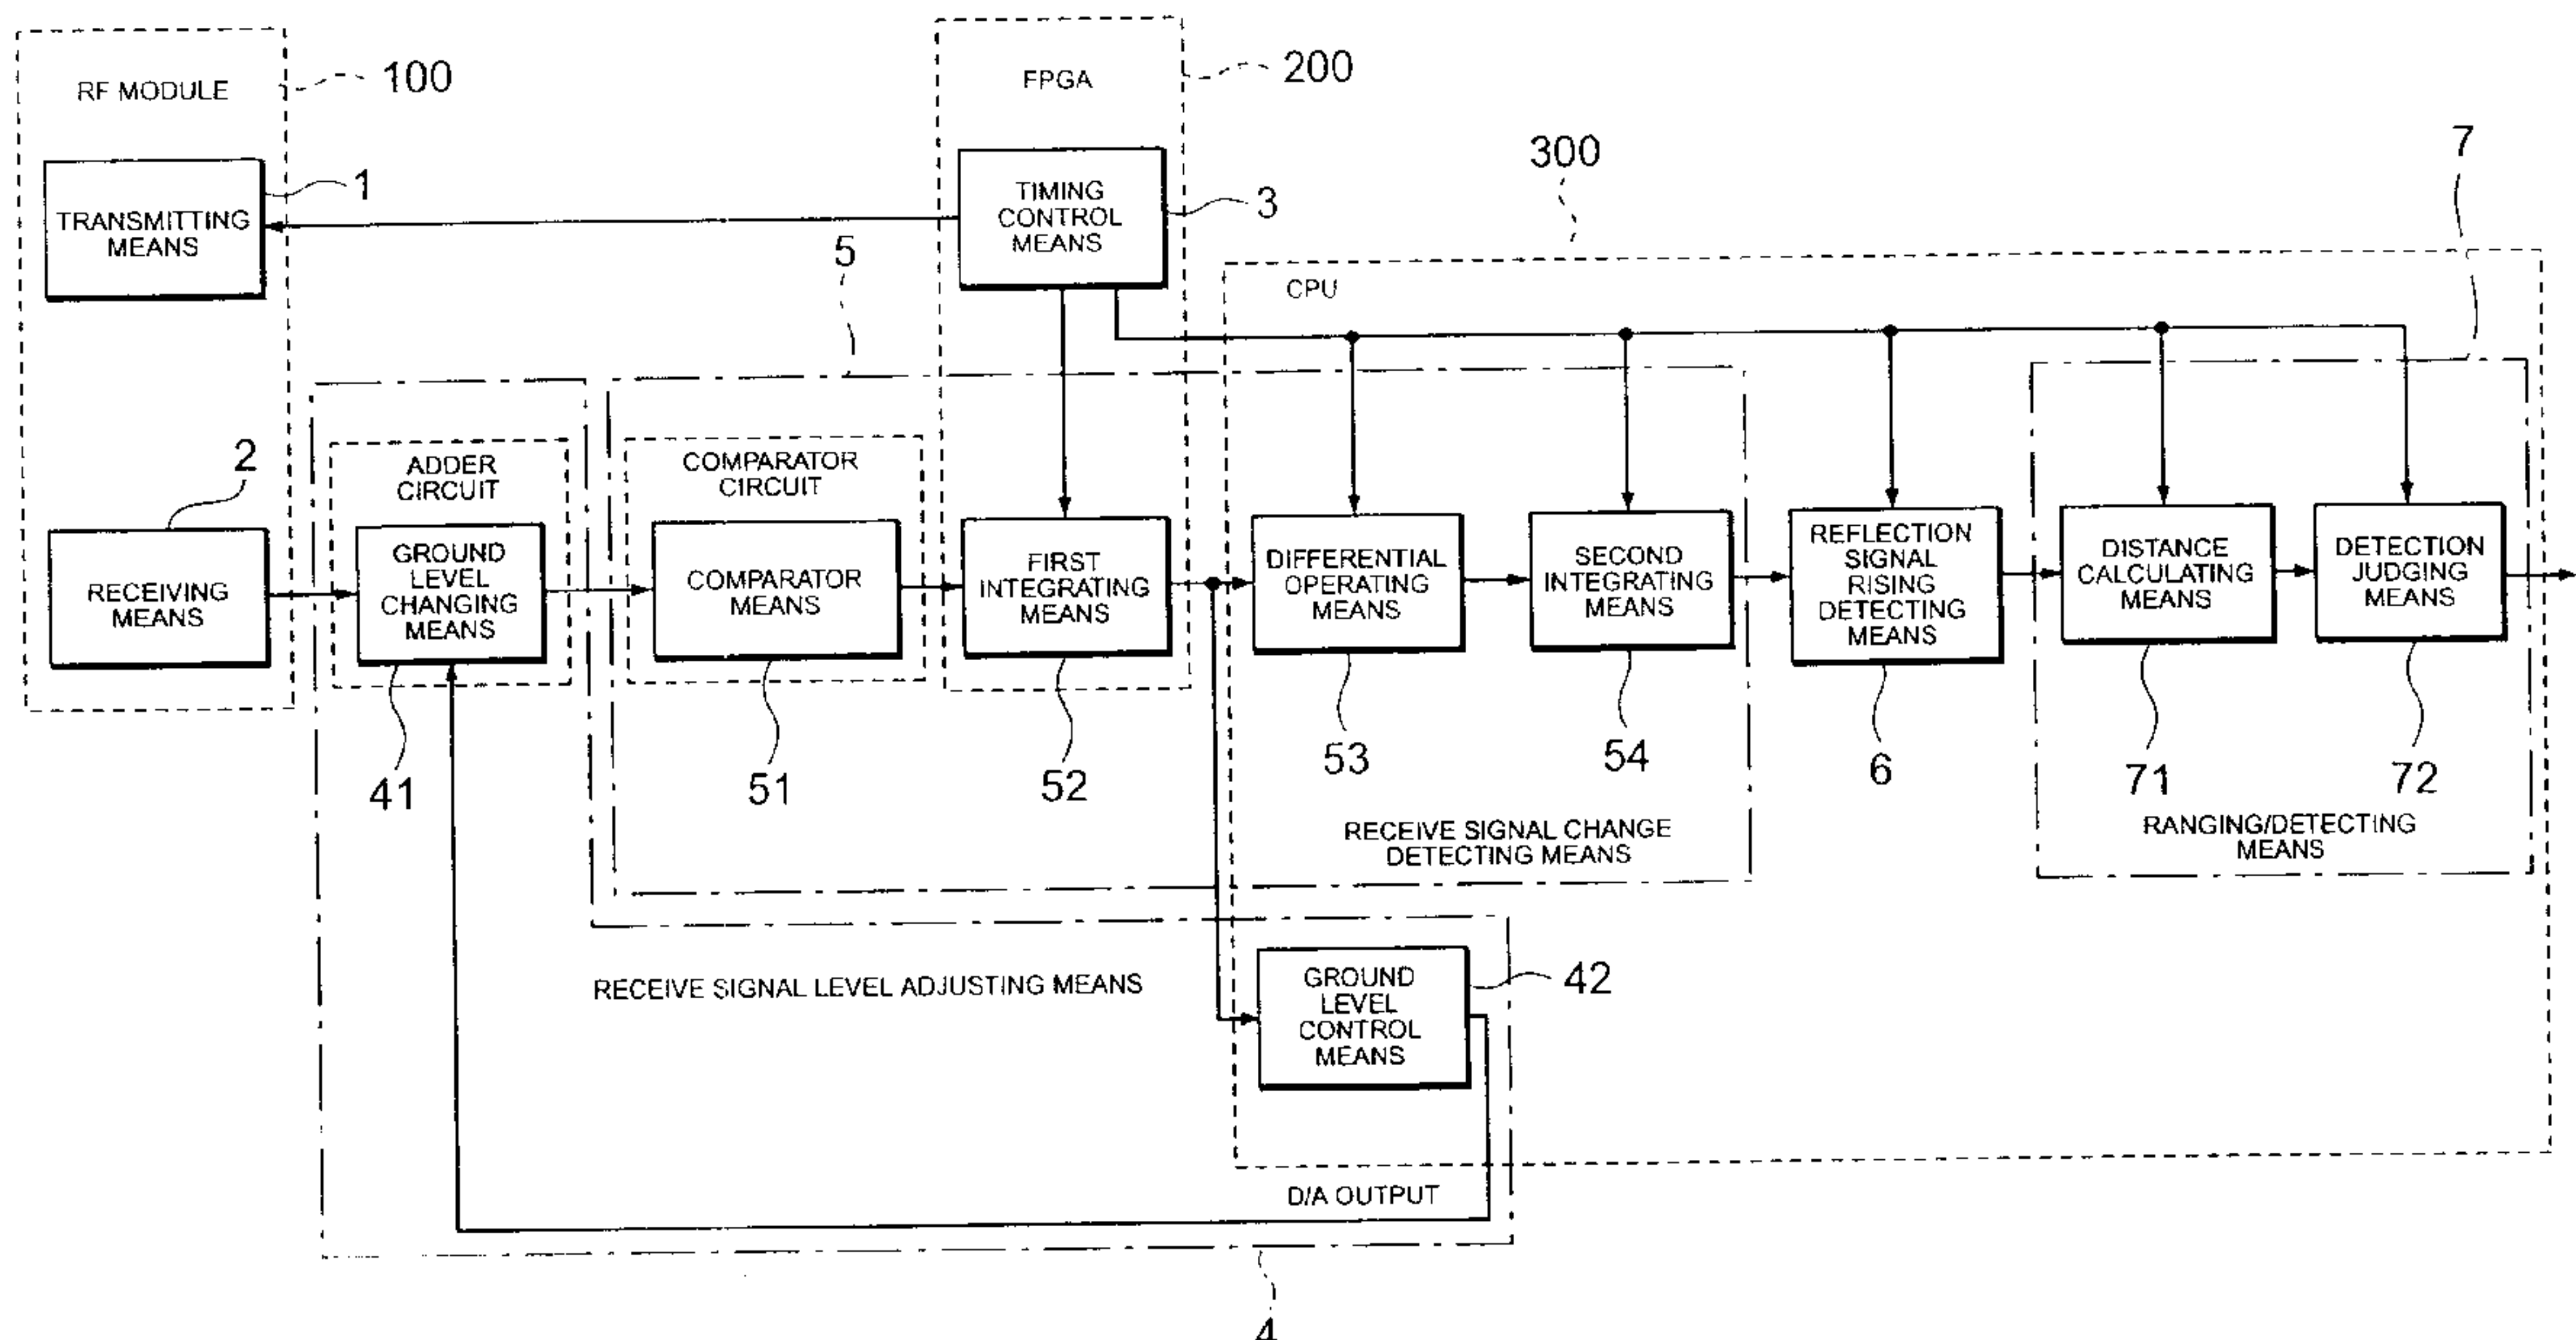 RF MODULE
100
FPGA
200
300
7
TRANSMITTING
MEANS
1
TIMING
CONTROL
MEANS
3
5
CPU
2
RECEIVING
MEANS
ADDER
CIRCUIT
GROUND
LEVEL
CHANGING
MEANS
41
COMPARATOR
CIRCUIT
COMPARATOR
MEANS
51
FIRST
INTEGRATING
MEANS
52
DIFFERENTIAL
OPERATING
MEANS
53
SECOND
INTEGRATING
MEANS
54
REFLECTION
SIGNAL
RISING
DETECTING
MEANS
6
DISTANCE
CALCULATING
MEANS
71
DETECTION
JUDGING
MEANS
72
RECEIVE SIGNAL CHANGE
DETECTING MEANS
RANGING/DETECTING
MEANS
RECEIVE SIGNAL LEVEL ADJUSTING MEANS
GROUND
LEVEL
CONTROL
MEANS
42
D/A OUTPUT
4